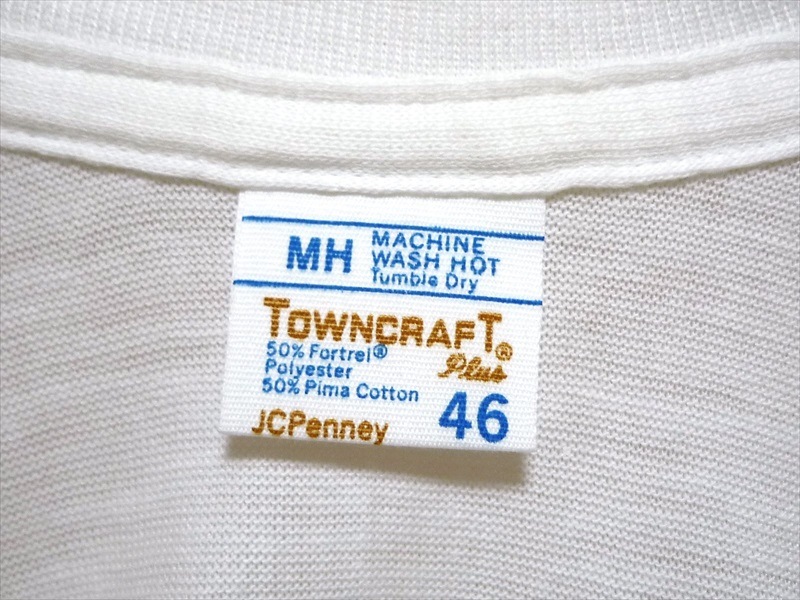 MH
MACHINE
WASH HOT
Tumble Dry
TOWNCRAFT®
Plus
50% Fortrel®
Polyester
50% Pima Cotton
46
JCPenney